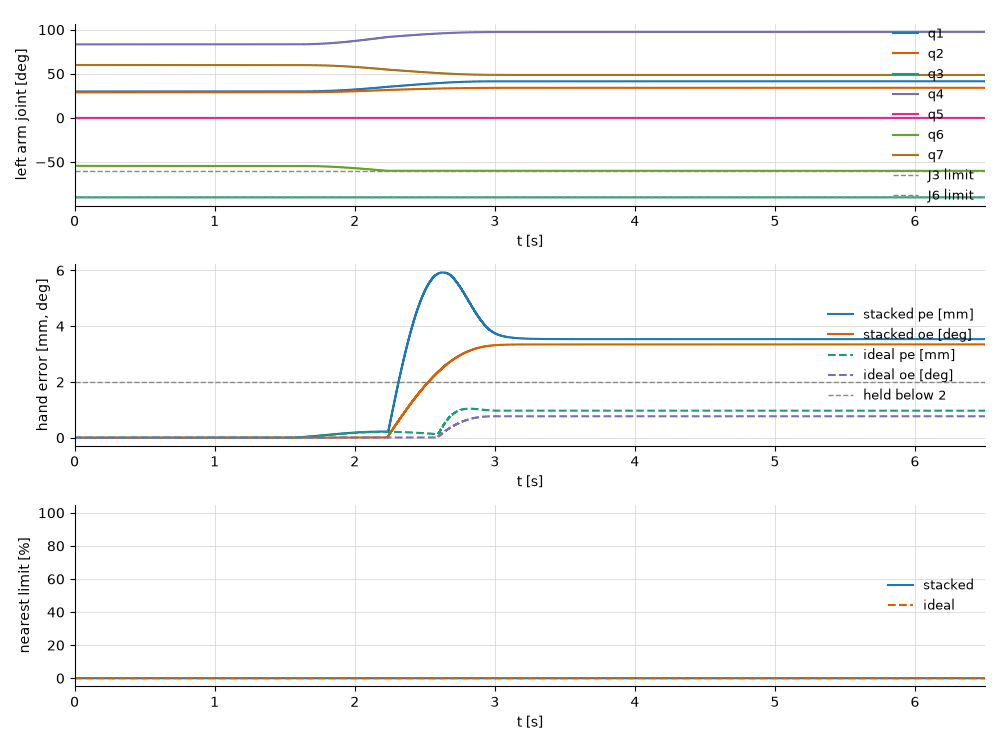 left arm joint [deg]
100
50
0
−50
q1
q2
q3
q4
q5
q6
q7
J3 limit
J6 limit
0
1
2
3
4
5
6
t [s]
hand error [mm, deg]
6
4
2
0
stacked pe [mm]
stacked oe [deg]
ideal pe [mm]
ideal oe [deg]
held below 2
0
1
2
3
4
5
6
t [s]
nearest limit [%]
100
80
60
40
20
0
stacked
ideal
0
1
2
3
4
5
6
t [s]